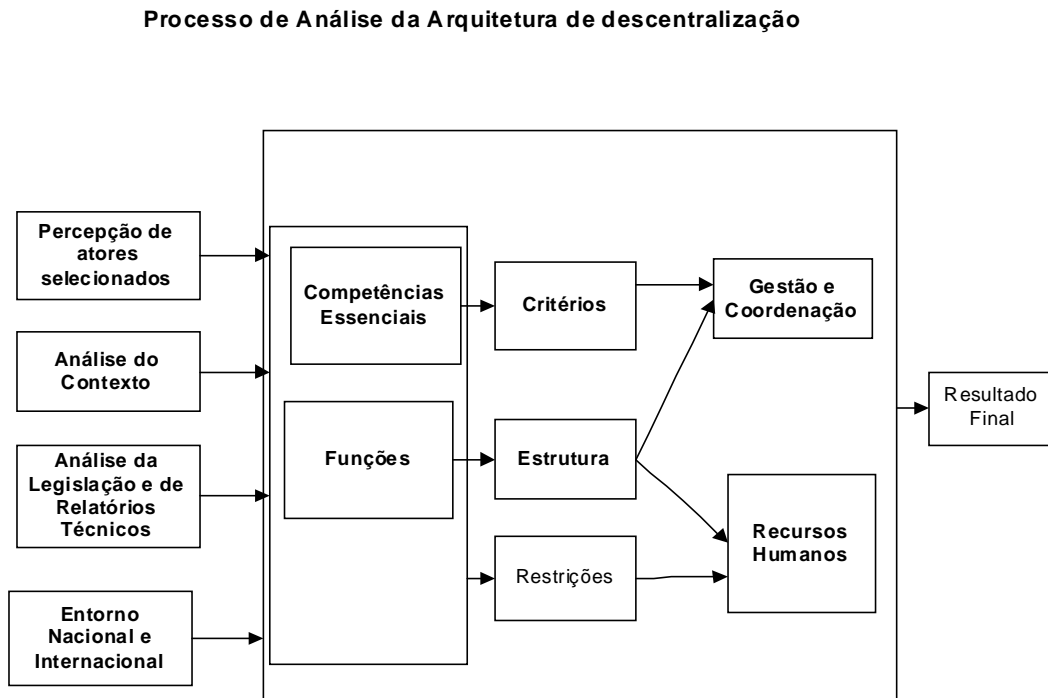 Processo de Análise da Arquitetura de descentralização
Percepção de
atores
selecionados
Análise do
Contexto
Análise da
Legislação e de
Relatórios
Técnicos
Entorno
Nacional e
Internacional
Competências
Essenciais
Funções
Critérios
Estrutura
Restrições
Gestão e
Coordenação
Recursos
Humanos
Resultado
Final